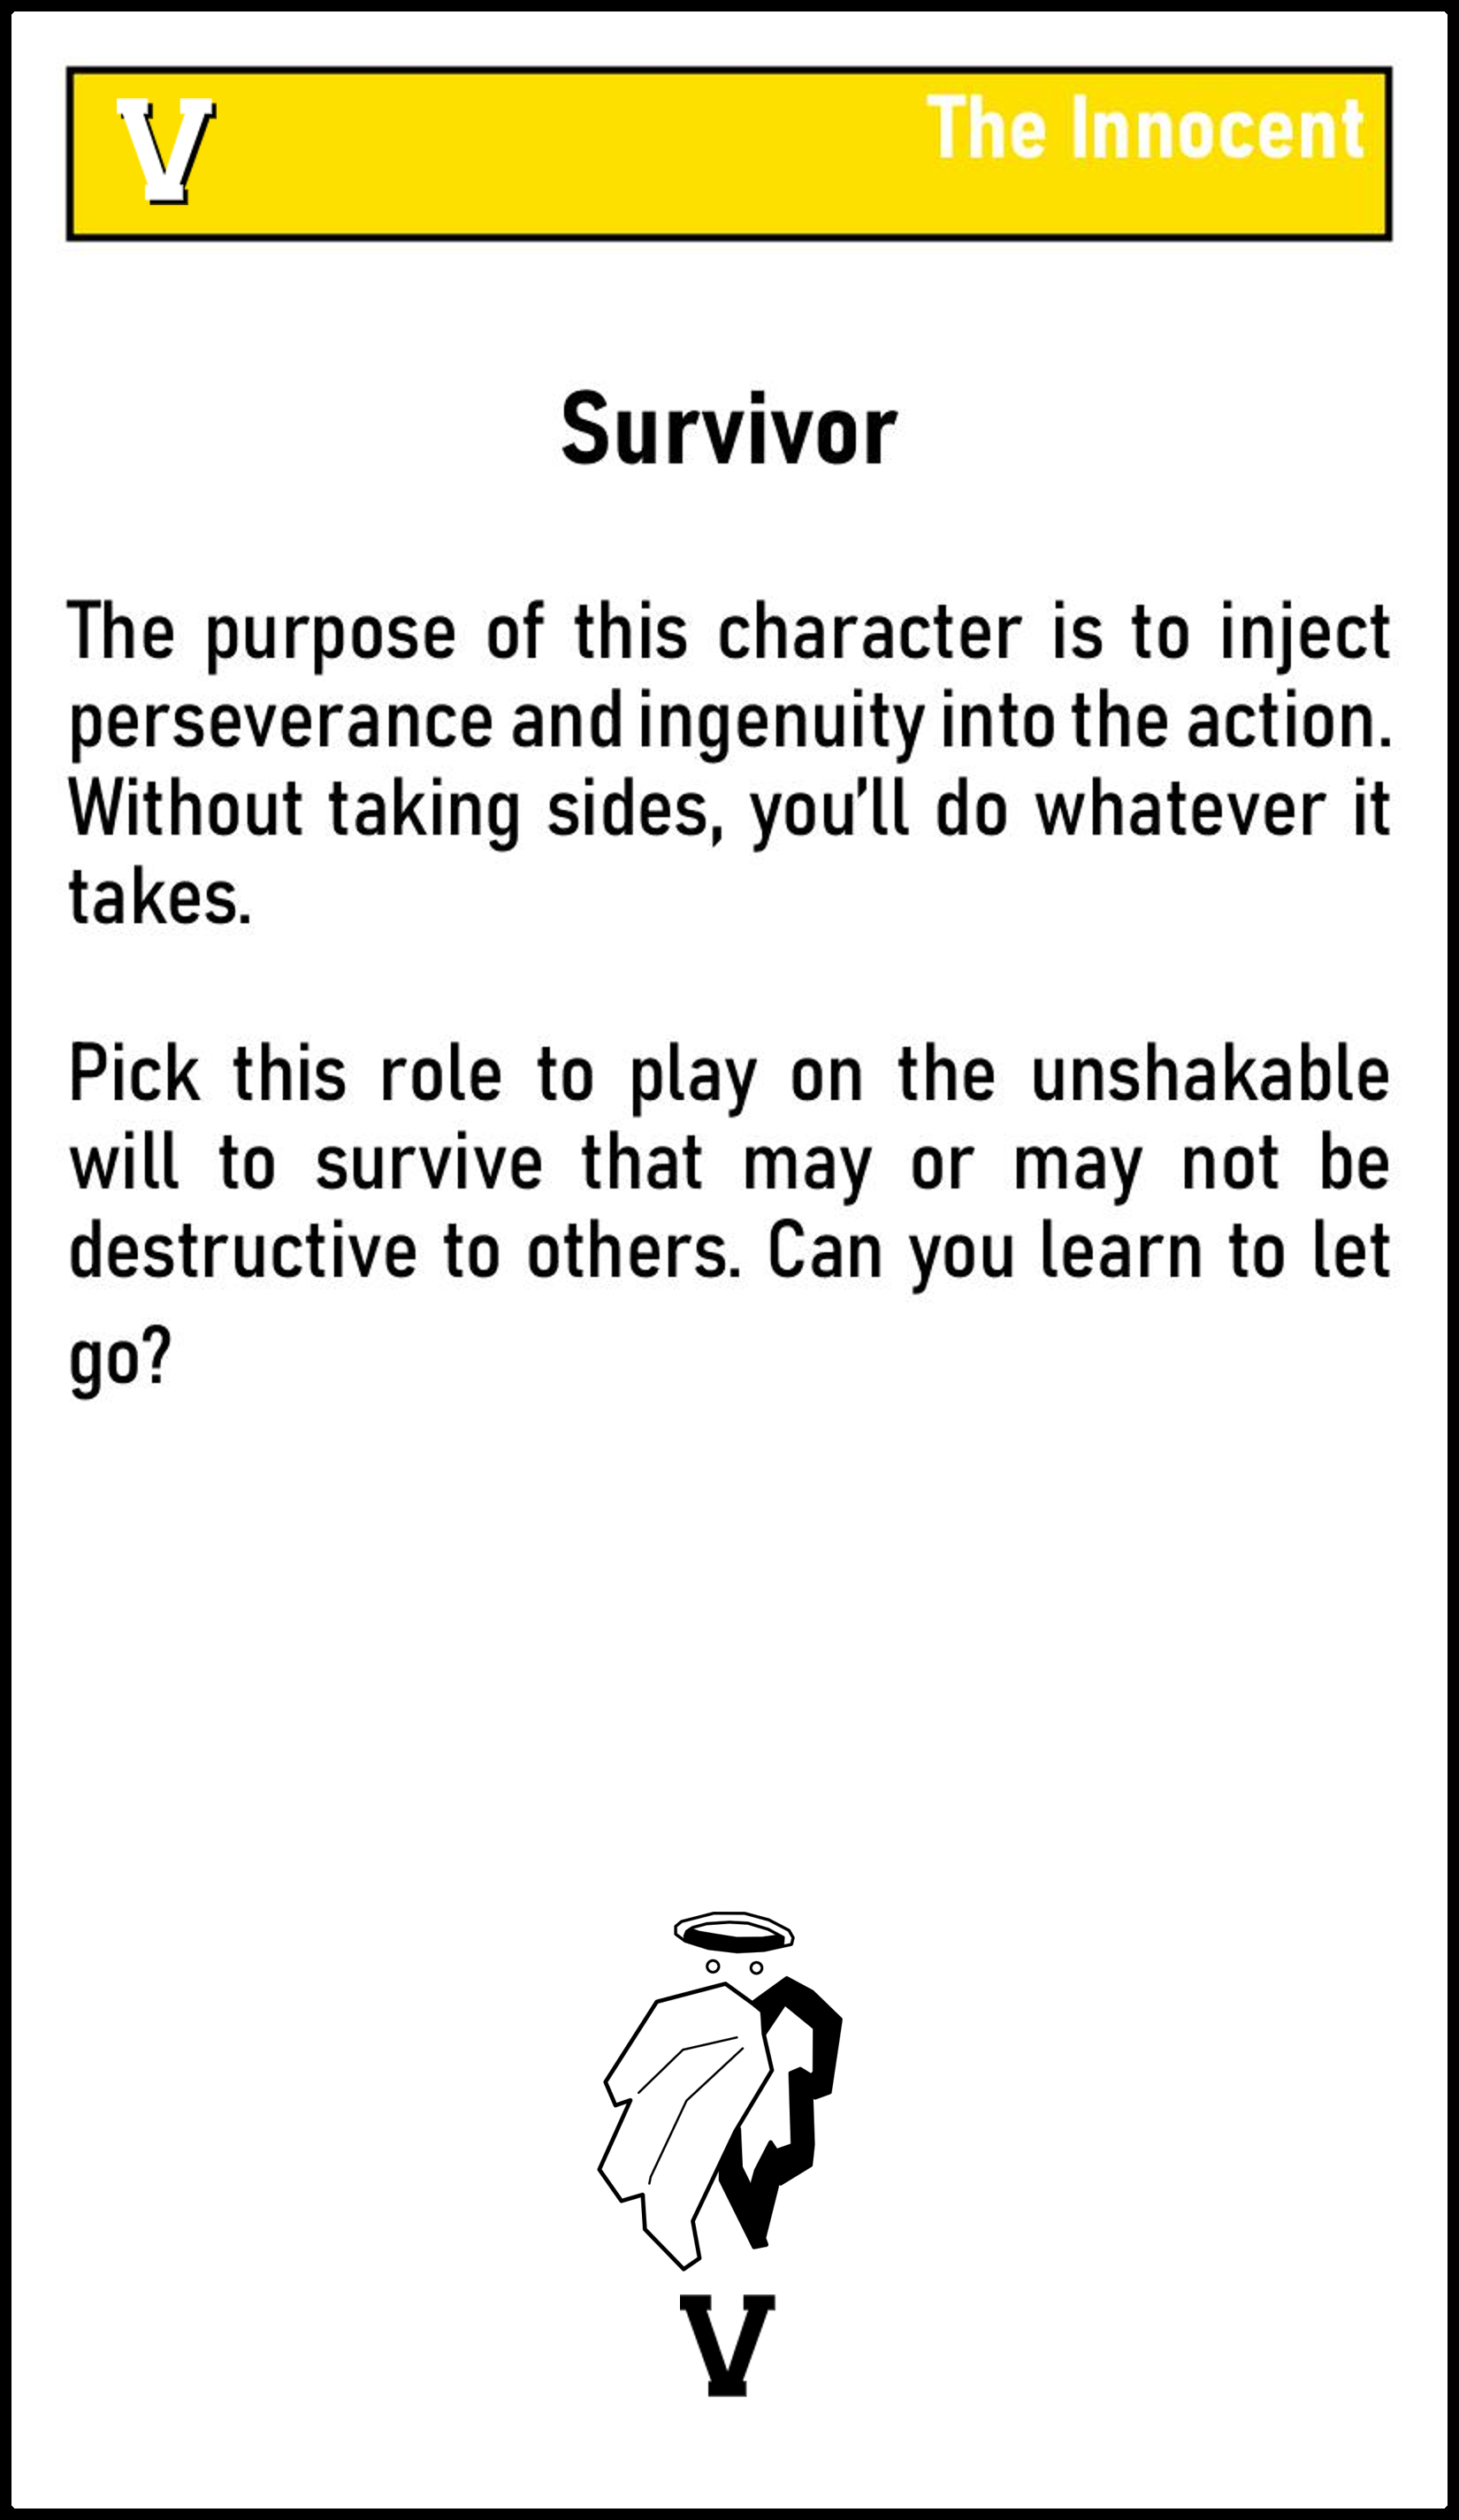 V
The Innocent
Survivor
The purpose of this character is to inject
perseverance and ingenuity into the action.
Without taking sides, you'll do whatever it
takes.
Pick this role to play on the unshakable
will to survive that may or may not be
destructive to others. Can you learn to let
go?
V